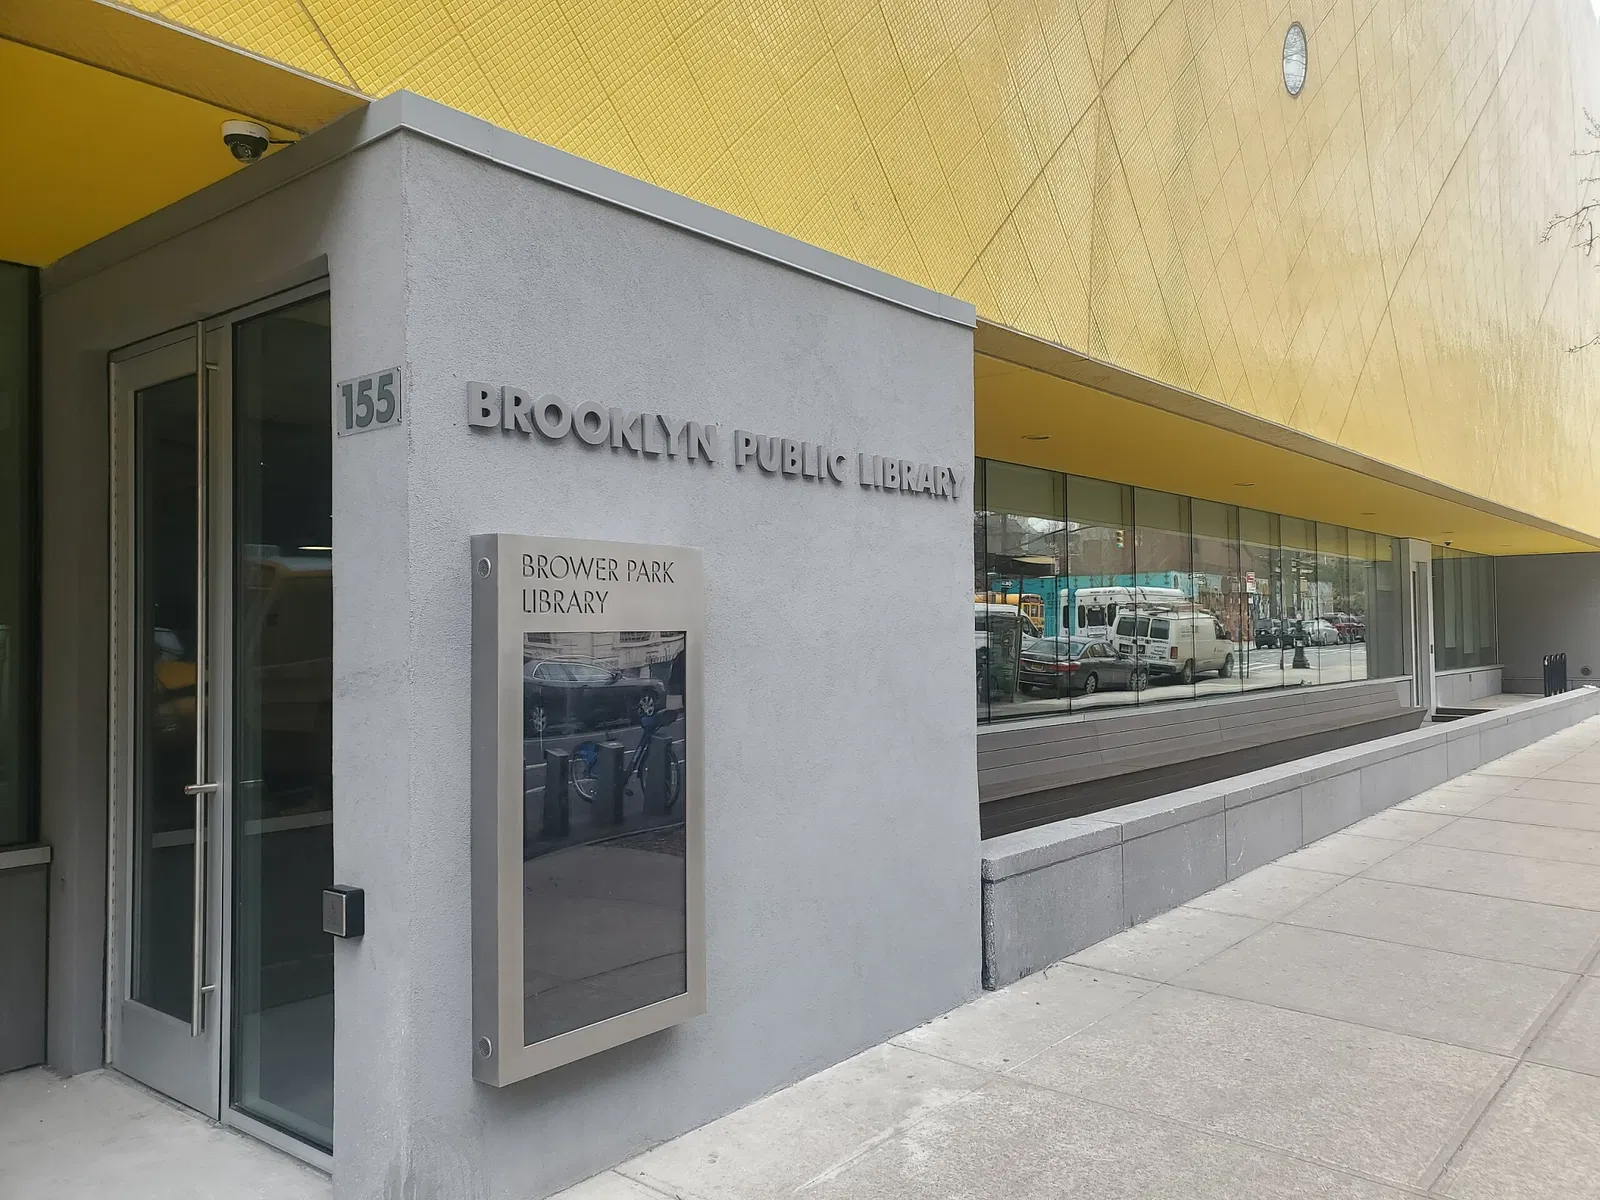 155
BROOKLYN PUBLIC LIBRARY
BROWER PARK
LIBRARY